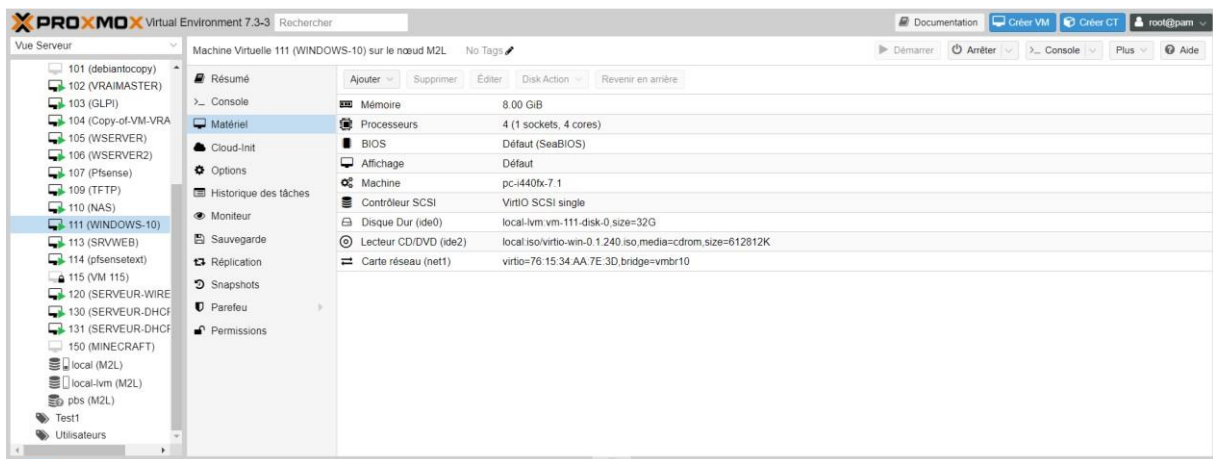 PROXMOX Virtual Environment 7.3-3 Rechercher Documentation Créer VM Créer CT root@pam
Vue Serveur
101 (debiantocopy)
102 (VRAIMASTER)
103 (GLPI)
104 (Copy-of-VM-VRA
105 (WSERVER)
106 (WSERVER2)
107 (Pfsense)
109 (TFTP)
110 (NAS)
111 (WINDOWS-10)
113 (SRVWEB)
114 (pfsensetext)
115 (VM 115)
120 (SERVEUR-WIRE
130 (SERVEUR-DHCP
131 (SERVEUR-DHCP
150 (MINECRAFT)
local (M2L)
local-lvm (M2L)
pbs (M2L)
Test1
Utilisateurs
Machine Virtuelle 111 (WINDOWS-10) sur le nœud M2L No Tags Démarrer Arrêter Console Plus Aide
Résumé
Console
Matériel
Cloud-Init
Options
Historique des tâches
Moniteur
Sauvegarde
Réplication
Snapshots
Parefeu
Permissions
Ajouter Supprimer Éditer Disk Action Revenir en arrière
Mémoire 8.00 GiB
Processeurs 4 (1 sockets, 4 cores)
BIOS Défaut (SeaBIOS)
Affichage Défaut
Machine pc-i440fx-7.1
Contrôleur SCSI VirtIO SCSI single
Disque Dur (ide0) local-lvm:vm-111-disk-0,size=32G
Lecteur CD/DVD (ide2) local:iso/virtio-win-0.1.240.iso,media=cdrom,size=612812K
Carte réseau (net1) virtio=76:15:34:AA:7E:3D,bridge=vmbr10